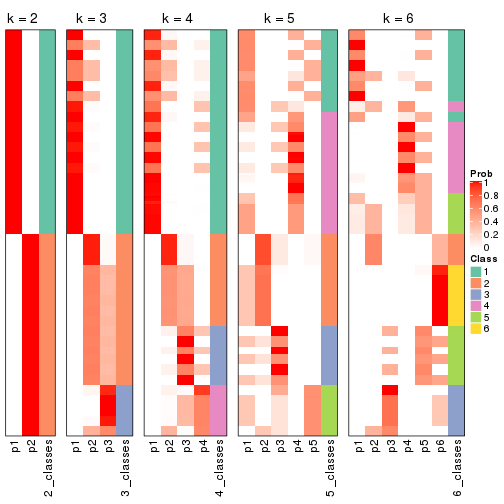 k = 2
k = 3
k = 4
k = 5
k = 6
p1
p2
2_classes
p1
p2
p3
3_classes
p1
p2
p3
p4
4_classes
p1
p2
p3
p4
p5
5_classes
p1
p2
p3
p4
p5
p6
6_classes
Prob
1
0.8
0.6
0.4
0.2
0
Class
1
2
3
4
5
6